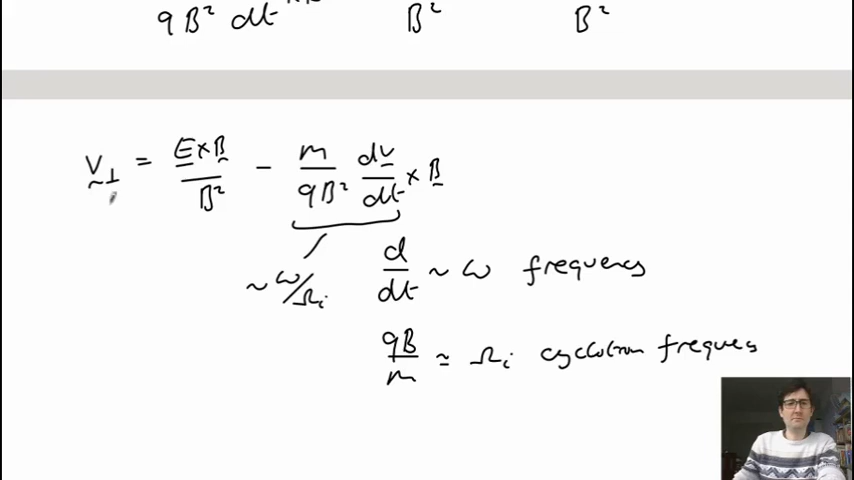 qB² dt B² B²
v⊥ = E×B/B² − m/qB² dv/dt × B
~ ω/Ωi d/dt ~ ω frequency
qB/m ≃ Ωi cyclotron frequency